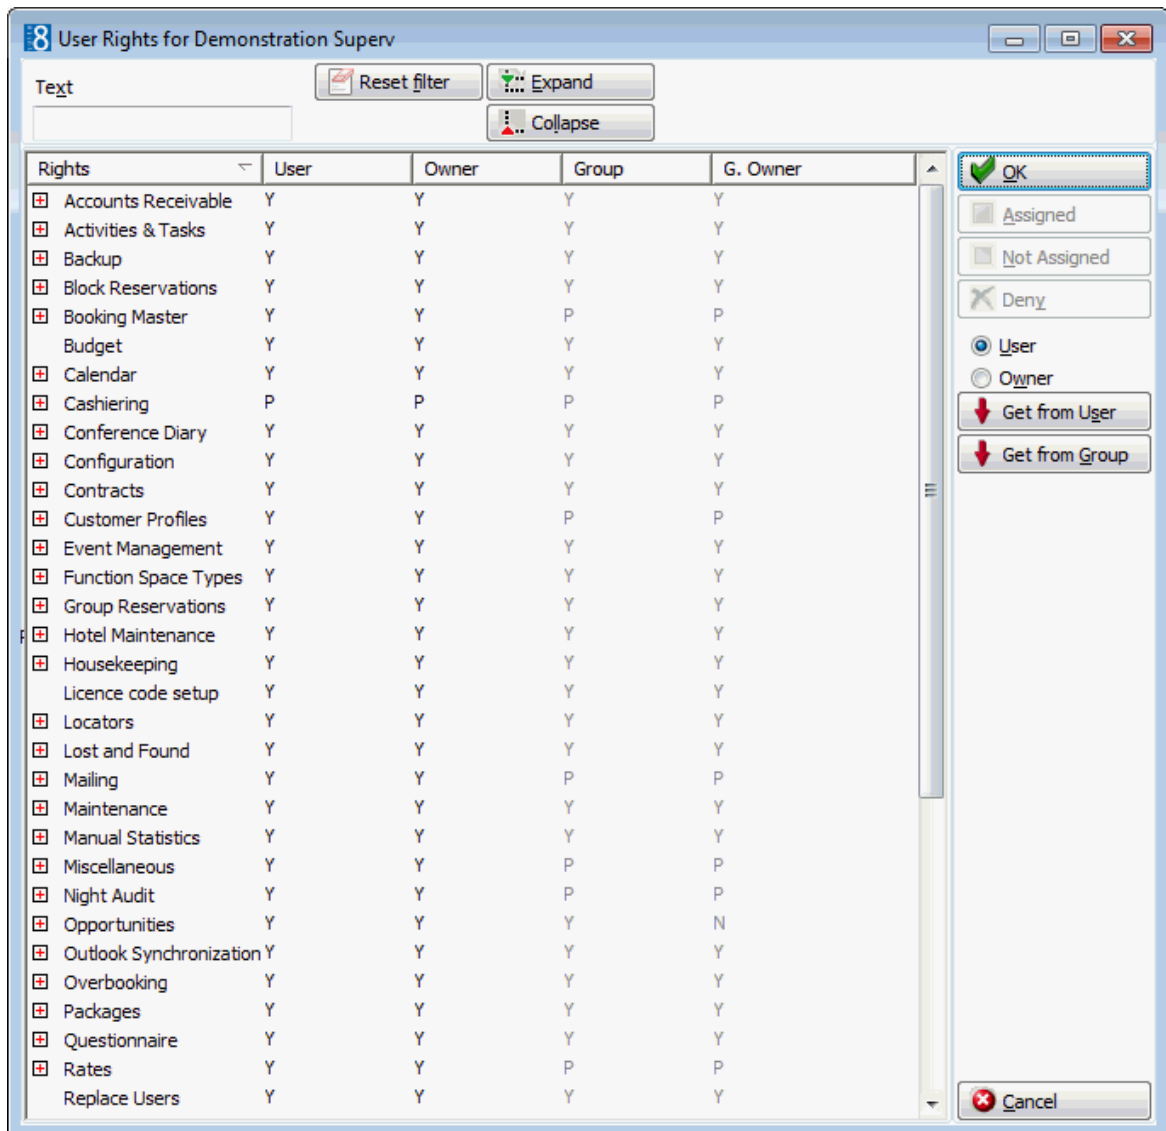 8 User Rights for Demonstration Superv
Text
Reset filter
Expand
Collapse
Rights User Owner Group G. Owner
Accounts Receivable Y Y Y Y
Activities & Tasks Y Y Y Y
Backup Y Y Y Y
Block Reservations Y Y Y Y
Booking Master Y Y P P
Budget Y Y Y Y
Calendar Y Y Y Y
Cashiering P P P P
Conference Diary Y Y Y Y
Configuration Y Y Y Y
Contracts Y Y Y Y
Customer Profiles Y Y P P
Event Management Y Y Y Y
Function Space Types Y Y Y Y
Group Reservations Y Y Y Y
Hotel Maintenance Y Y Y Y
Housekeeping Y Y Y Y
Licence code setup Y Y Y Y
Locators Y Y Y Y
Lost and Found Y Y Y Y
Mailing Y Y P P
Maintenance Y Y Y Y
Manual Statistics Y Y Y Y
Miscellaneous Y Y P P
Night Audit Y Y P P
Opportunities Y Y Y N
Outlook Synchronization Y Y Y Y
Overbooking Y Y Y Y
Packages Y Y Y Y
Questionnaire Y Y Y Y
Rates Y Y P P
Replace Users Y Y Y Y
OK
Assigned
Not Assigned
Deny
User
Owner
Get from User
Get from Group
Cancel